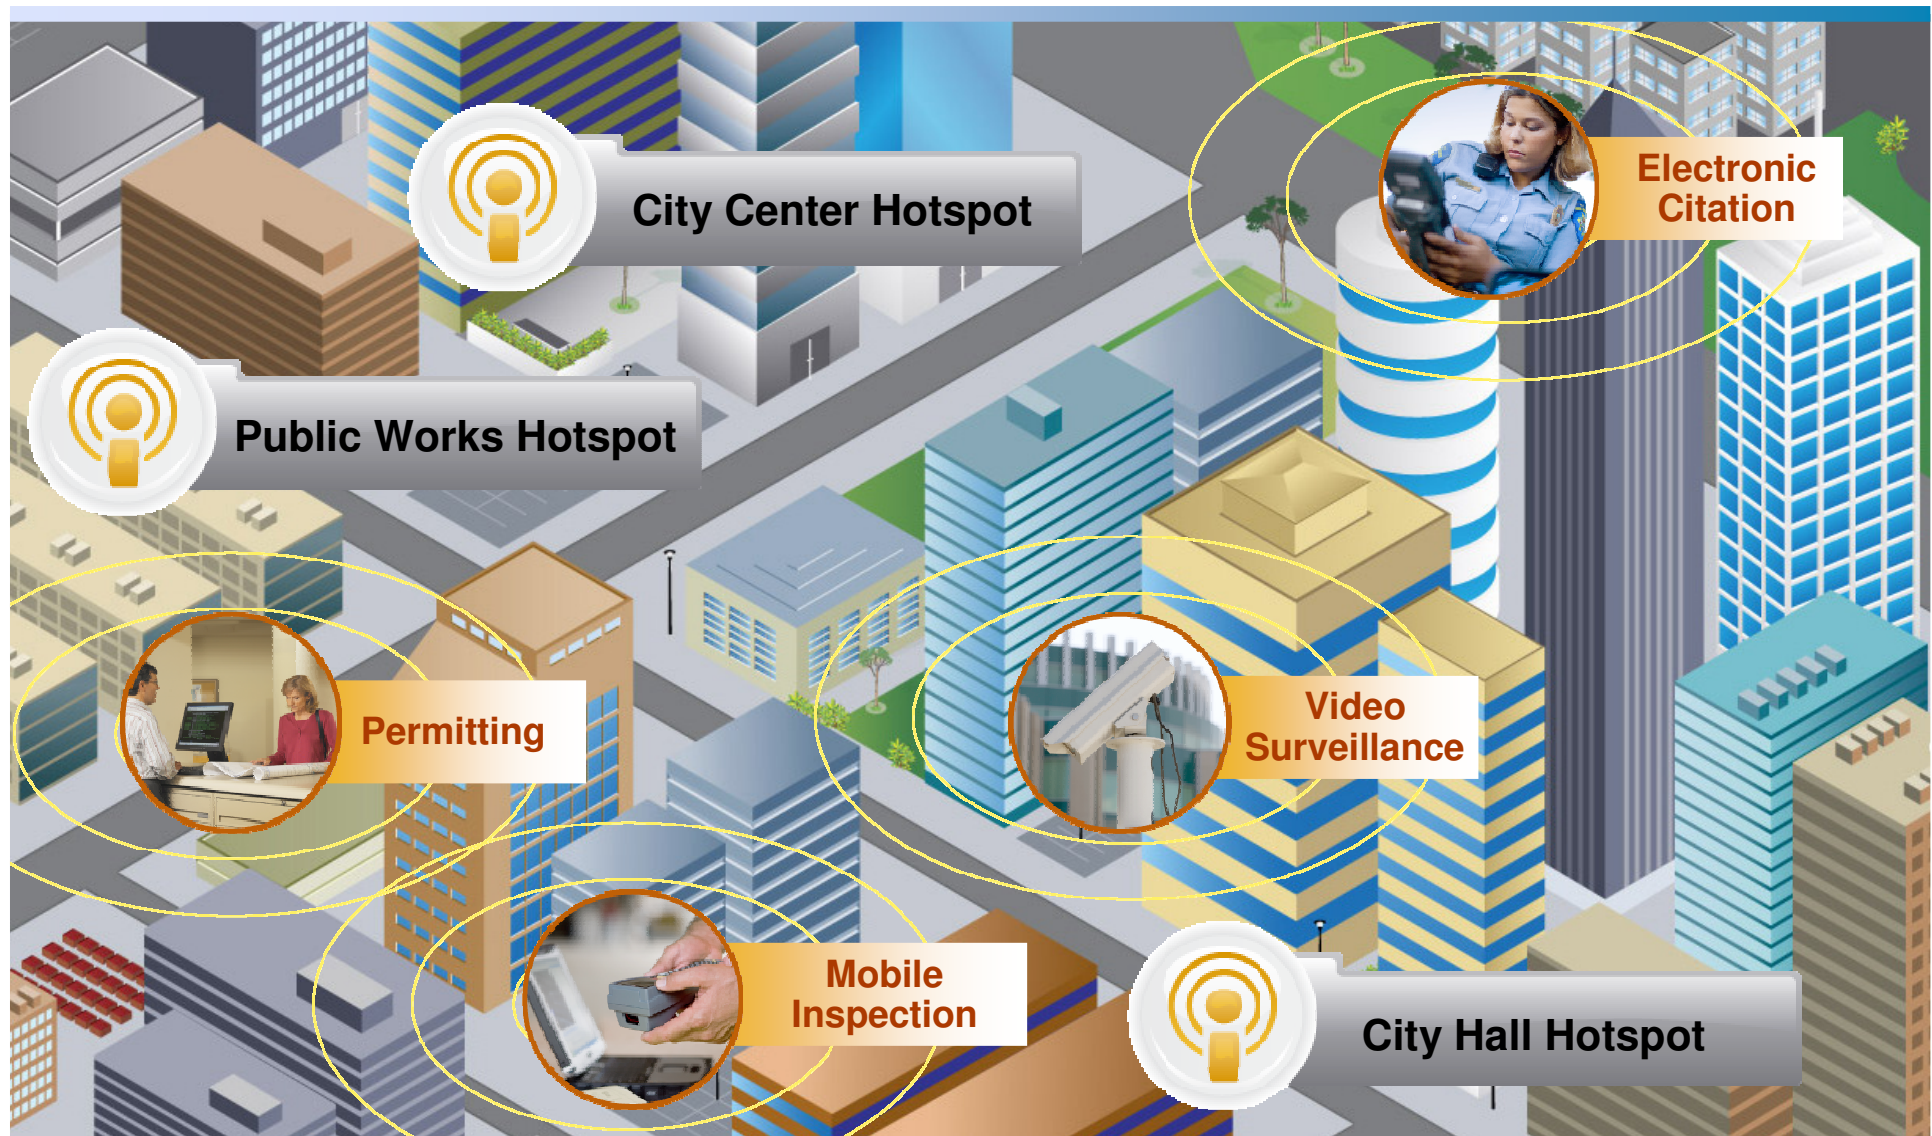 Electronic
Citation
City Center Hotspot
Public Works Hotspot
Permitting
Video
Surveillance
Mobile
Inspection
City Hall Hotspot